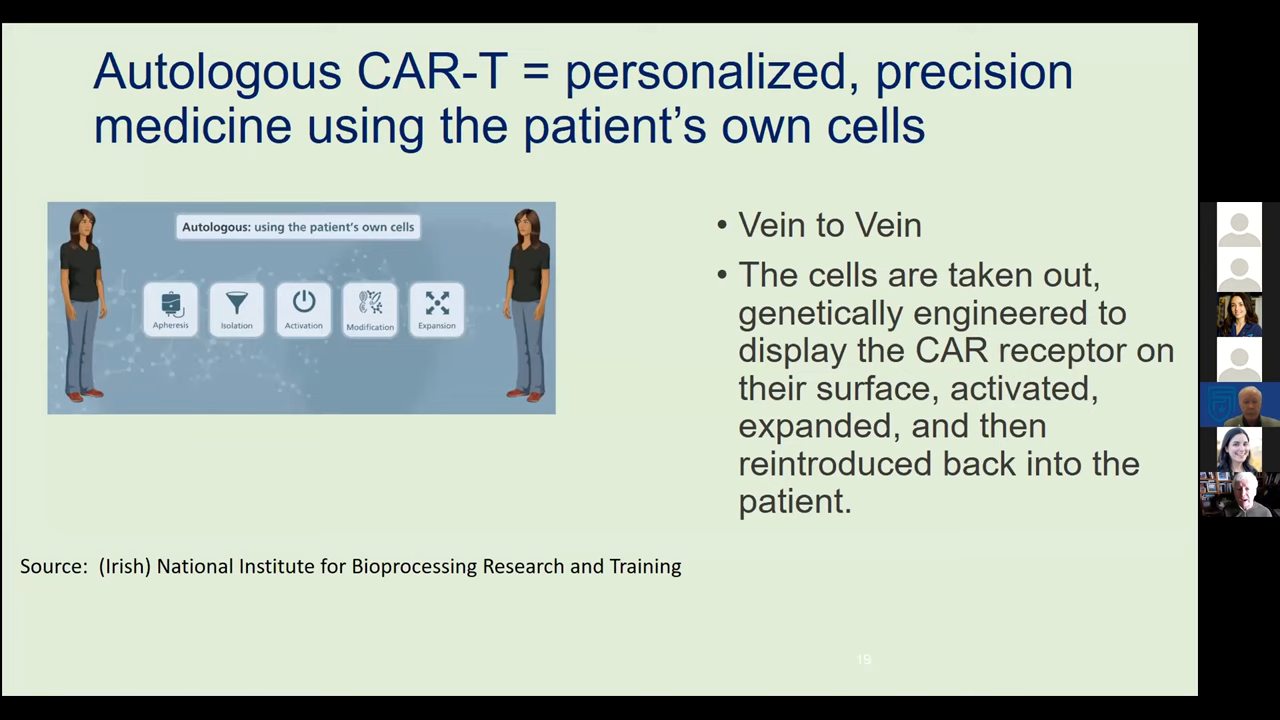 Autologous CAR-T = personalized, precision
medicine using the patient’s own cells
Autologous: using the patient’s own cells
Apheresis
Isolation
Activation
Modification
Expansion
• Vein to Vein
• The cells are taken out,
genetically engineered to
display the CAR receptor on
their surface, activated,
expanded, and then
reintroduced back into the
patient.
Source: (Irish) National Institute for Bioprocessing Research and Training
19